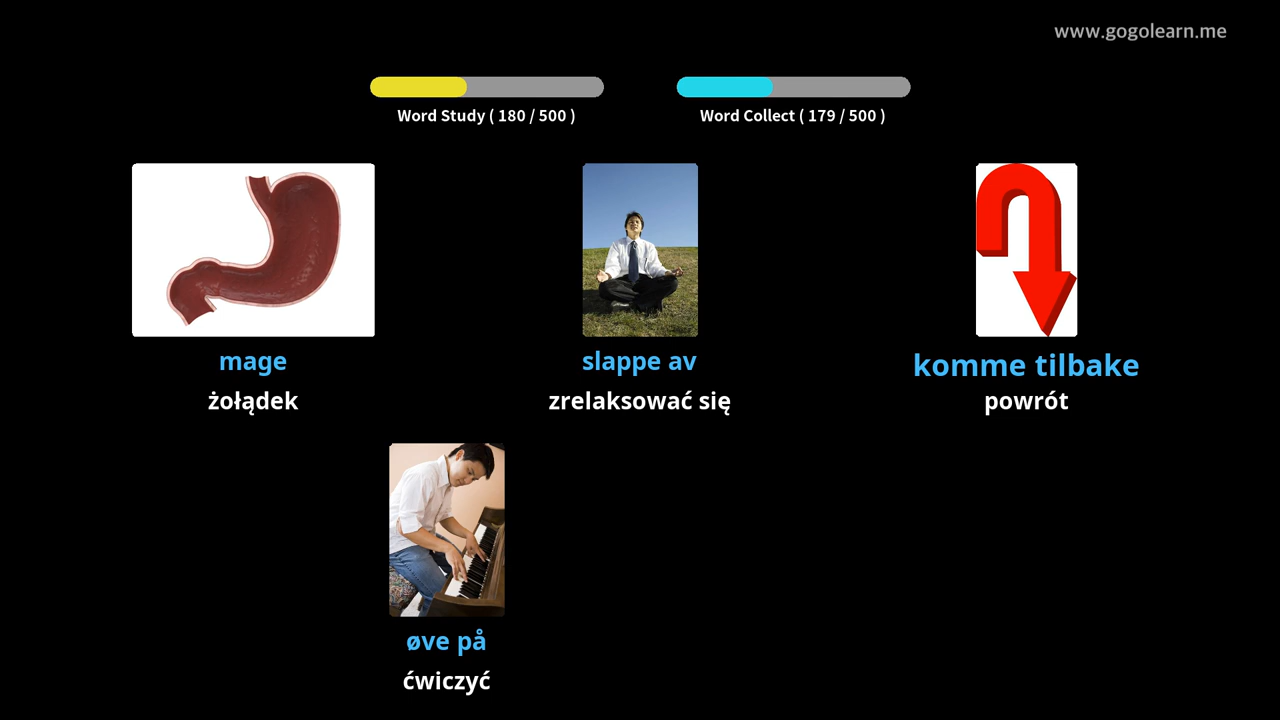 www.gogolearn.me
Word Study ( 180 / 500 )
Word Collect ( 179 / 500 )
mage
żołądek
slappe av
zrelaksować się
komme tilbake
powrót
øve på
ćwiczyć